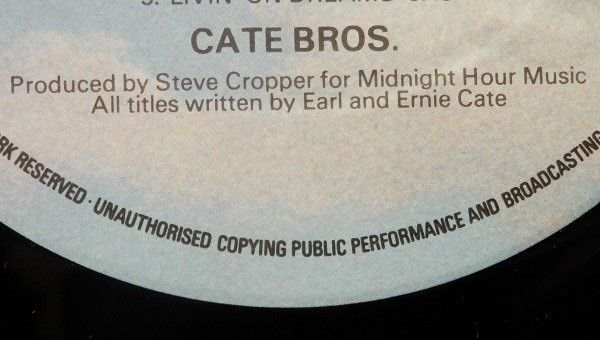 CATE BROS.
Produced by Steve Cropper for Midnight Hour Music
All titles written by Earl and Ernie Cate
RK RESERVED · UNAUTHORISED COPYING PUBLIC PERFORMANCE AND BROADCASTING